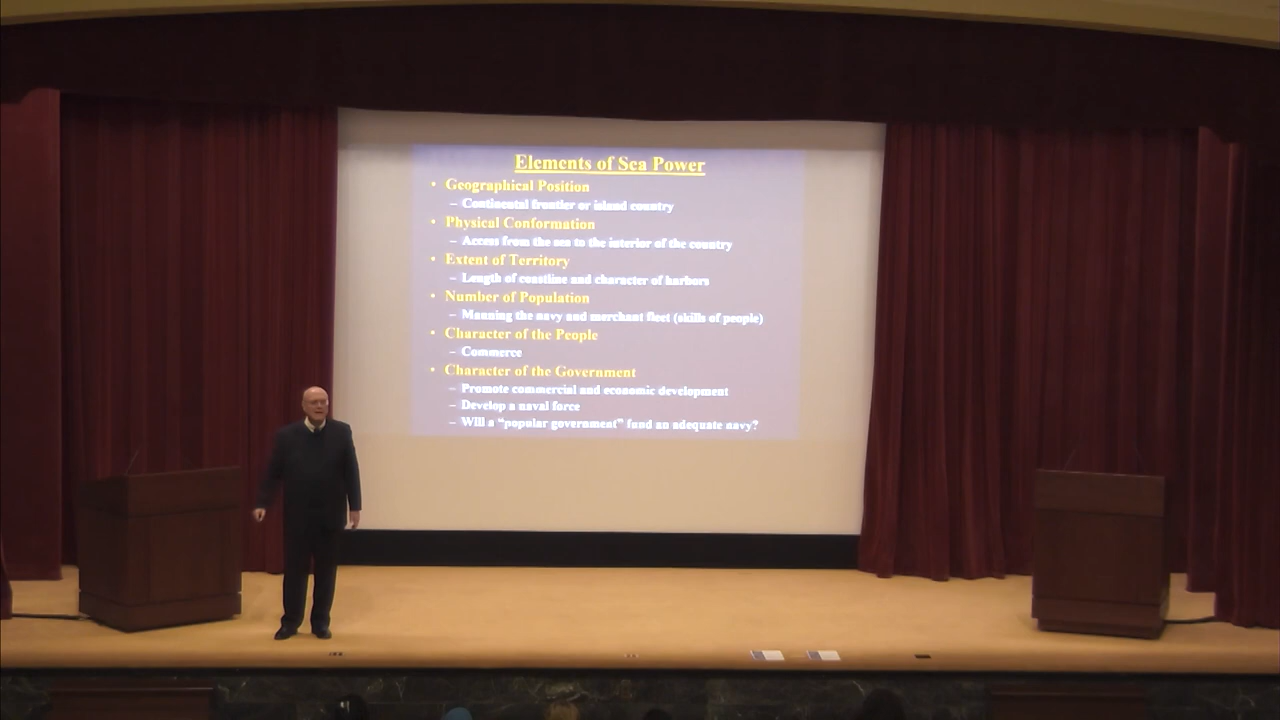 Elements of Sea Power
• Geographical Position
– Continental frontier or island country
• Physical Conformation
– Access from the sea to the interior of the country
• Extent of Territory
– Length of coastline and character of harbors
• Number of Population
– Manning the navy and merchant fleet (skills of people)
• Character of the People
– Commerce
• Character of the Government
– Promote commercial and economic development
– Develop a naval force
– Will a “popular government” fund an adequate navy?